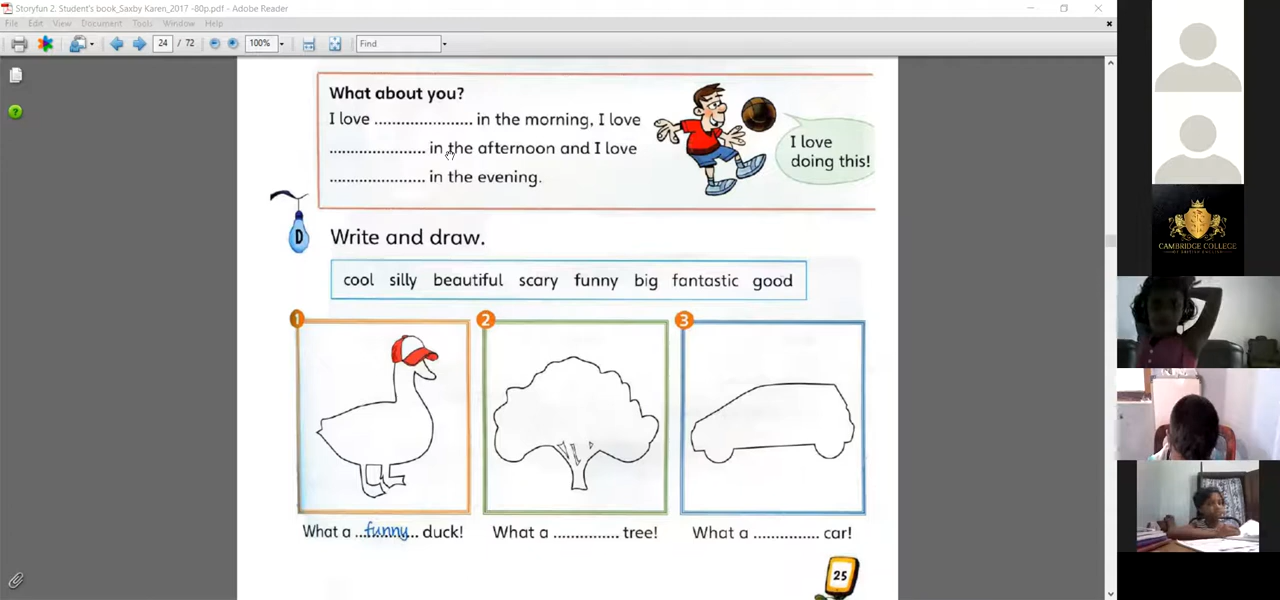 Storyfun 2. Student's book_Saxby Karen_2017 -80p.pdf - Adobe Reader
File Edit View Document Tools Window Help
24 / 72 100% Find
What about you?
I love ...................... in the morning, I love
...................... in the afternoon and I love
...................... in the evening.
I love
doing this!
D Write and draw.
cool silly beautiful scary funny big fantastic good
1 2 3
What a ...funny... duck! What a ............... tree! What a ............... car!
25
CAMBRIDGE COLLEGE